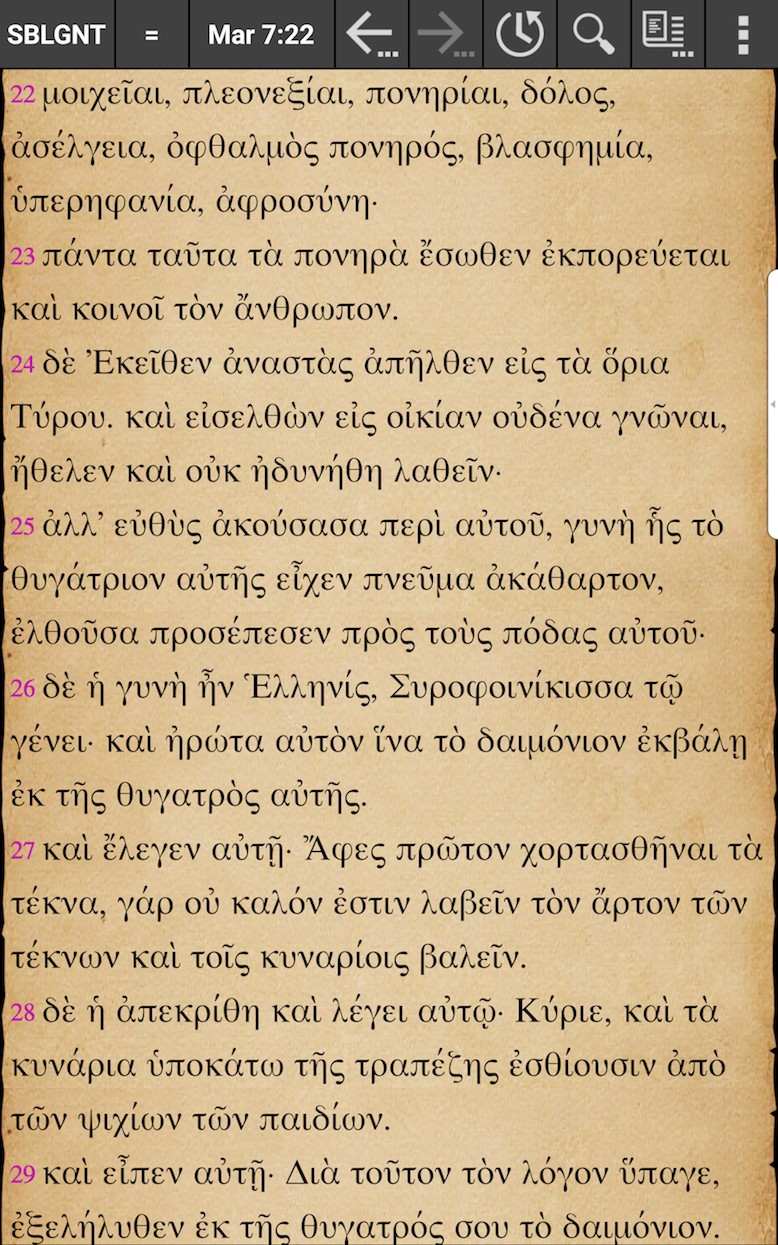 SBLGNT = Mar 7:22
22 μοιχεῖαι, πλεονεξίαι, πονηρίαι, δόλος,
ἀσέλγεια, ὀφθαλμὸς πονηρός, βλασφημία,
ὑπερηφανία, ἀφροσύνη·
23 πάντα ταῦτα τὰ πονηρὰ ἔσωθεν ἐκπορεύεται
καὶ κοινοῖ τὸν ἄνθρωπον.
24 δὲ Ἐκεῖθεν ἀναστὰς ἀπῆλθεν εἰς τὰ ὅρια
Τύρου. καὶ εἰσελθὼν εἰς οἰκίαν οὐδένα γνῶναι,
ἤθελεν καὶ οὐκ ἠδυνήθη λαθεῖν·
25 ἀλλ’ εὐθὺς ἀκούσασα περὶ αὐτοῦ, γυνὴ ἧς τὸ
θυγάτριον αὐτῆς εἶχεν πνεῦμα ἀκάθαρτον,
ἐλθοῦσα προσέπεσεν πρὸς τοὺς πόδας αὐτοῦ·
26 δὲ ἡ γυνὴ ἦν Ἑλληνίς, Συροφοινίκισσα τῷ
γένει· καὶ ἠρώτα αὐτὸν ἵνα τὸ δαιμόνιον ἐκβάλῃ
ἐκ τῆς θυγατρὸς αὐτῆς.
27 καὶ ἔλεγεν αὐτῇ· Ἄφες πρῶτον χορτασθῆναι τὰ
τέκνα, γάρ οὐ καλόν ἐστιν λαβεῖν τὸν ἄρτον τῶν
τέκνων καὶ τοῖς κυναρίοις βαλεῖν.
28 δὲ ἡ ἀπεκρίθη καὶ λέγει αὐτῷ· Κύριε, καὶ τὰ
κυνάρια ὑποκάτω τῆς τραπέζης ἐσθίουσιν ἀπὸ
τῶν ψιχίων τῶν παιδίων.
29 καὶ εἶπεν αὐτῇ· Διὰ τοῦτον τὸν λόγον ὕπαγε,
ἐξελήλυθεν ἐκ τῆς θυγατρός σου τὸ δαιμόνιον.